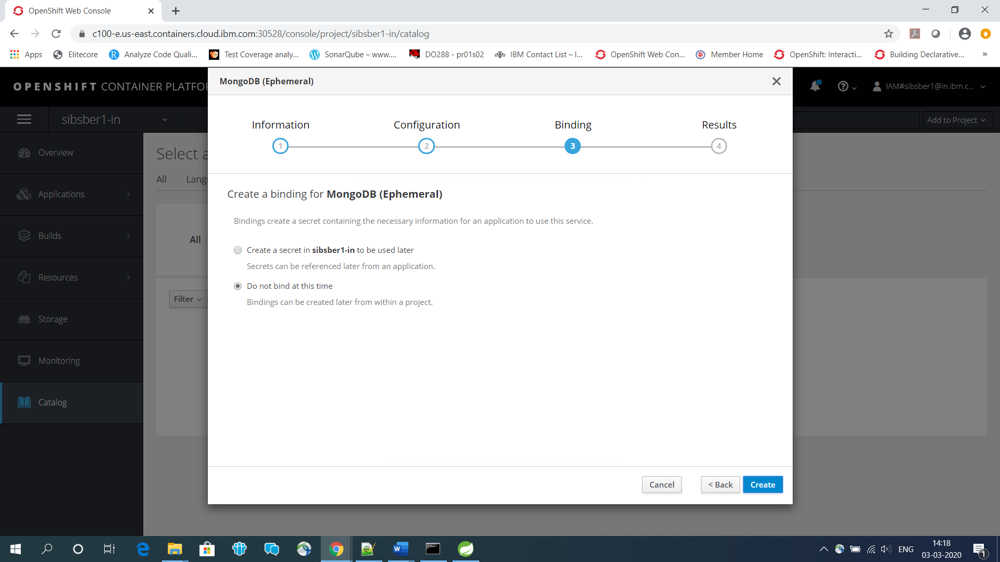 OpenShift Web Console
c100-e.us-east.containers.cloud.ibm.com:30528/console/project/sibsber1-in/catalog
Apps Elitecore Analyze Code Quali... Test Coverage analy... SonarQube – www.... DO288 - pr01s02 IBM Contact List – I... OpenShift Web Con... Member Home OpenShift: Interacti... Building Declarative... »
OPENSHIFT CONTAINER PLATFO
MongoDB (Ephemeral)
IAM#sibsber1@in.ibm.c...
sibsber1-in
Add to Project
Information Configuration Binding Results
1 2 3 4
Overview
Applications
Builds
Resources
Storage
Monitoring
Catalog
Select a
All Lang
All
Filter
Create a binding for MongoDB (Ephemeral)
Bindings create a secret containing the necessary information for an application to use this service.
Create a secret in sibsber1-in to be used later
Secrets can be referenced later from an application.
Do not bind at this time
Bindings can be created later from within a project.
Cancel < Back Create
ENG
14:18
03-03-2020
1